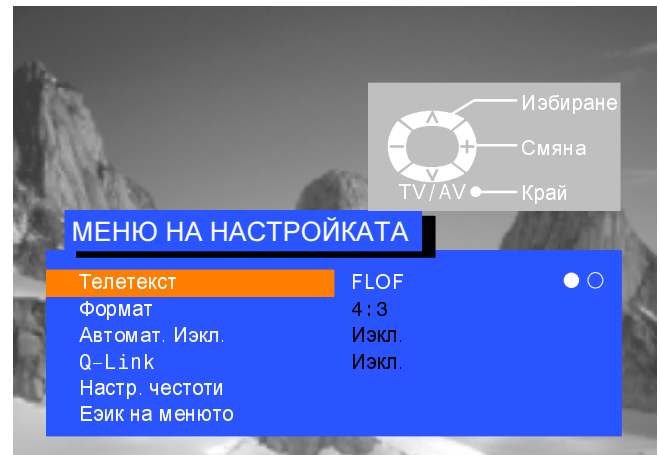 Иэбиране
Смяна
TV/AV Край
МЕНЮ НА НАСТРОЙКАТА
Телетекст FLOF
Формат 4:3
Автомат. Иэкл. Иэкл.
Q-Link Иэкл.
Настр. честоти
Еэик на менюто